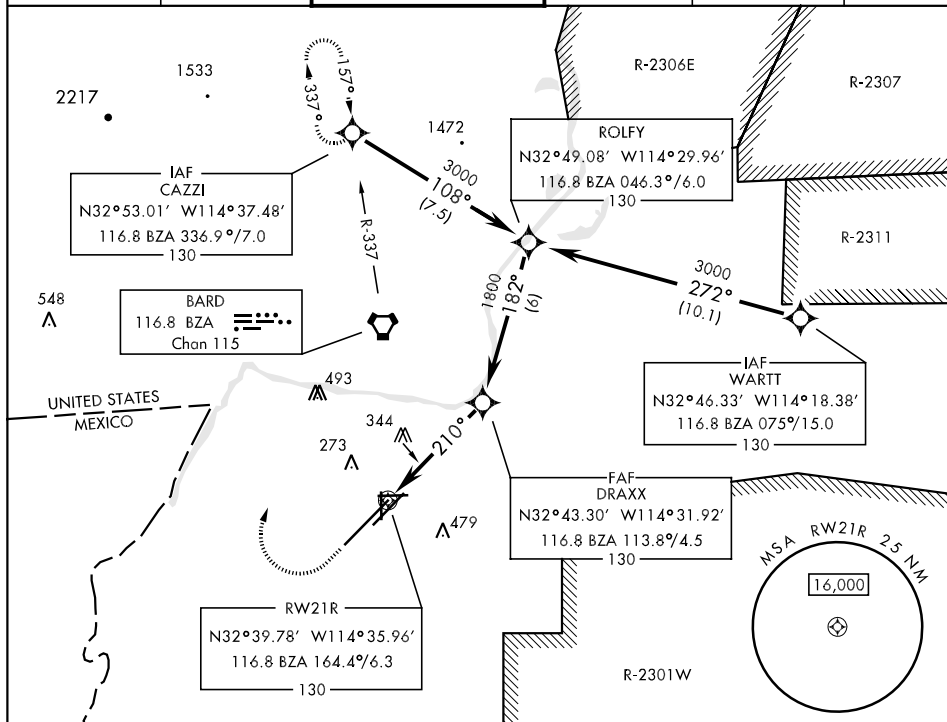 R-2306E
R-2307
1533
2217
157°
337°
1472
ROLFY
N32°49.08' W114°29.96'
116.8 BZA 046.3°/6.0
130
IAF
CAZZI
N32°53.01' W114°37.48'
116.8 BZA 336.9°/7.0
130
3000
108°
(7.5)
R-337
R-2311
3000
272°
(10.1)
548
BARD
116.8 BZA
Chan 115
1800
182°
(6)
IAF
WARTT
N32°46.33' W114°18.38'
116.8 BZA 075°/15.0
130
493
UNITED STATES
MEXICO
344
273
210°
FAF
DRAXX
N32°43.30' W114°31.92'
116.8 BZA 113.8°/4.5
130
479
MSA RW21R 25 NM
16,000
RW21R
N32°39.78' W114°35.96'
116.8 BZA 164.4°/6.3
130
R-2301W